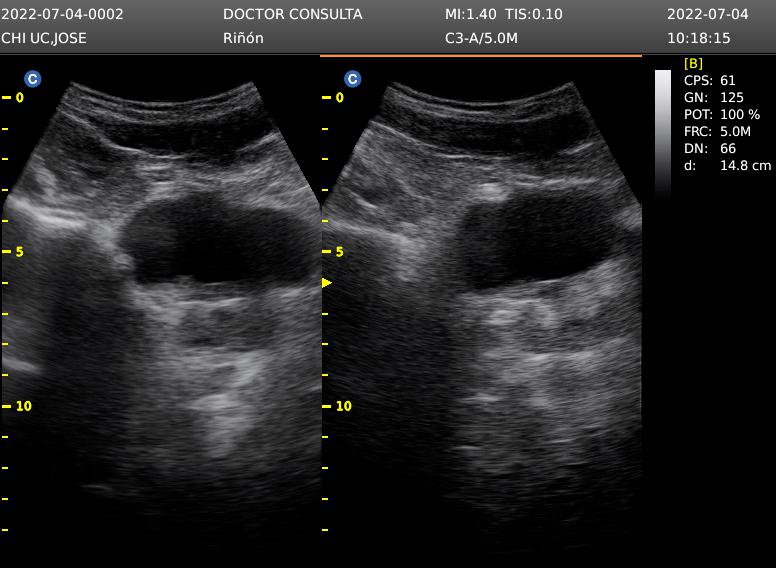 2022-07-04-0002 DOCTOR CONSULTA MI:1.40 TIS:0.10 2022-07-04
CHI UC,JOSE Riñón C3-A/5.0M 10:18:15
C C
[B]
0 0
CPS: 61
GN: 125
POT: 100 %
FRC: 5.0M
DN: 66
d: 14.8 cm
5 5
10 10